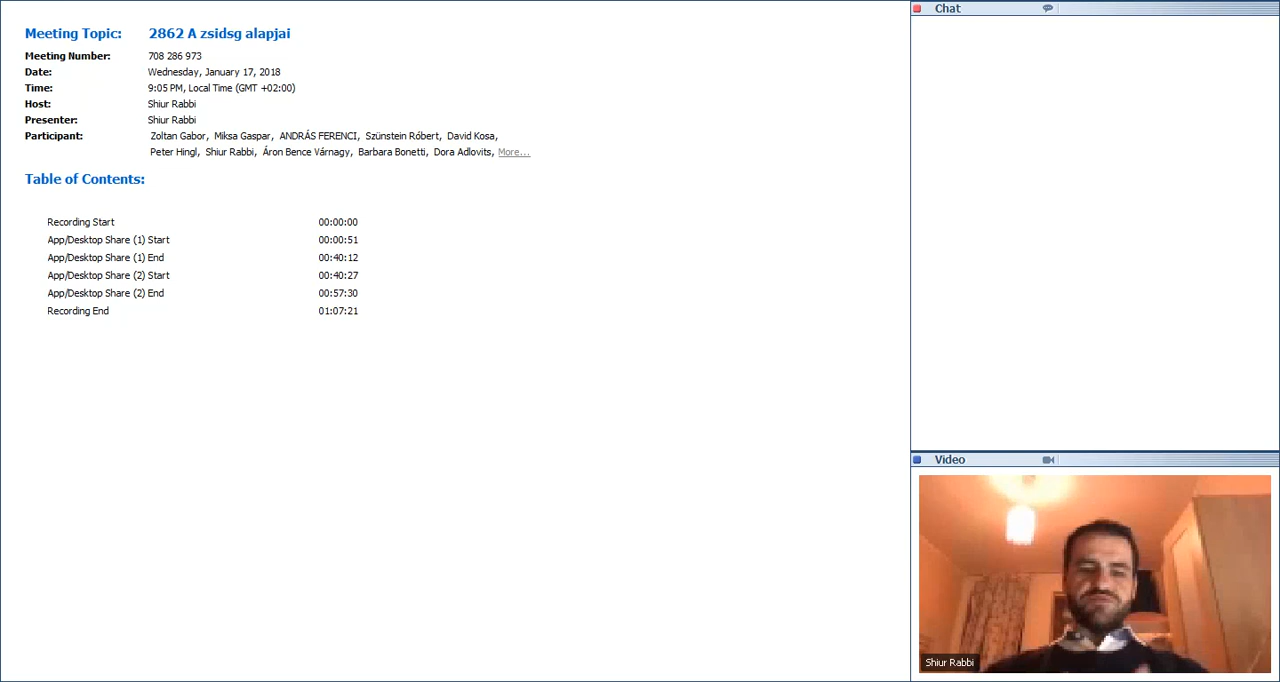 Meeting Topic: 2862 A zsidsg alapjai
Meeting Number: 708 286 973
Date: Wednesday, January 17, 2018
Time: 9:05 PM, Local Time (GMT +02:00)
Host: Shiur Rabbi
Presenter: Shiur Rabbi
Participant: Zoltan Gabor, Miksa Gaspar, ANDRÁS FERENCI, Szünstein Róbert, David Kosa,
Peter Hingl, Shiur Rabbi, Áron Bence Várnagy, Barbara Bonetti, Dora Adlovits, More...
Table of Contents:
Recording Start 00:00:00
App/Desktop Share (1) Start 00:00:51
App/Desktop Share (1) End 00:40:12
App/Desktop Share (2) Start 00:40:27
App/Desktop Share (2) End 00:57:30
Recording End 01:07:21
Chat
Video
Shiur Rabbi